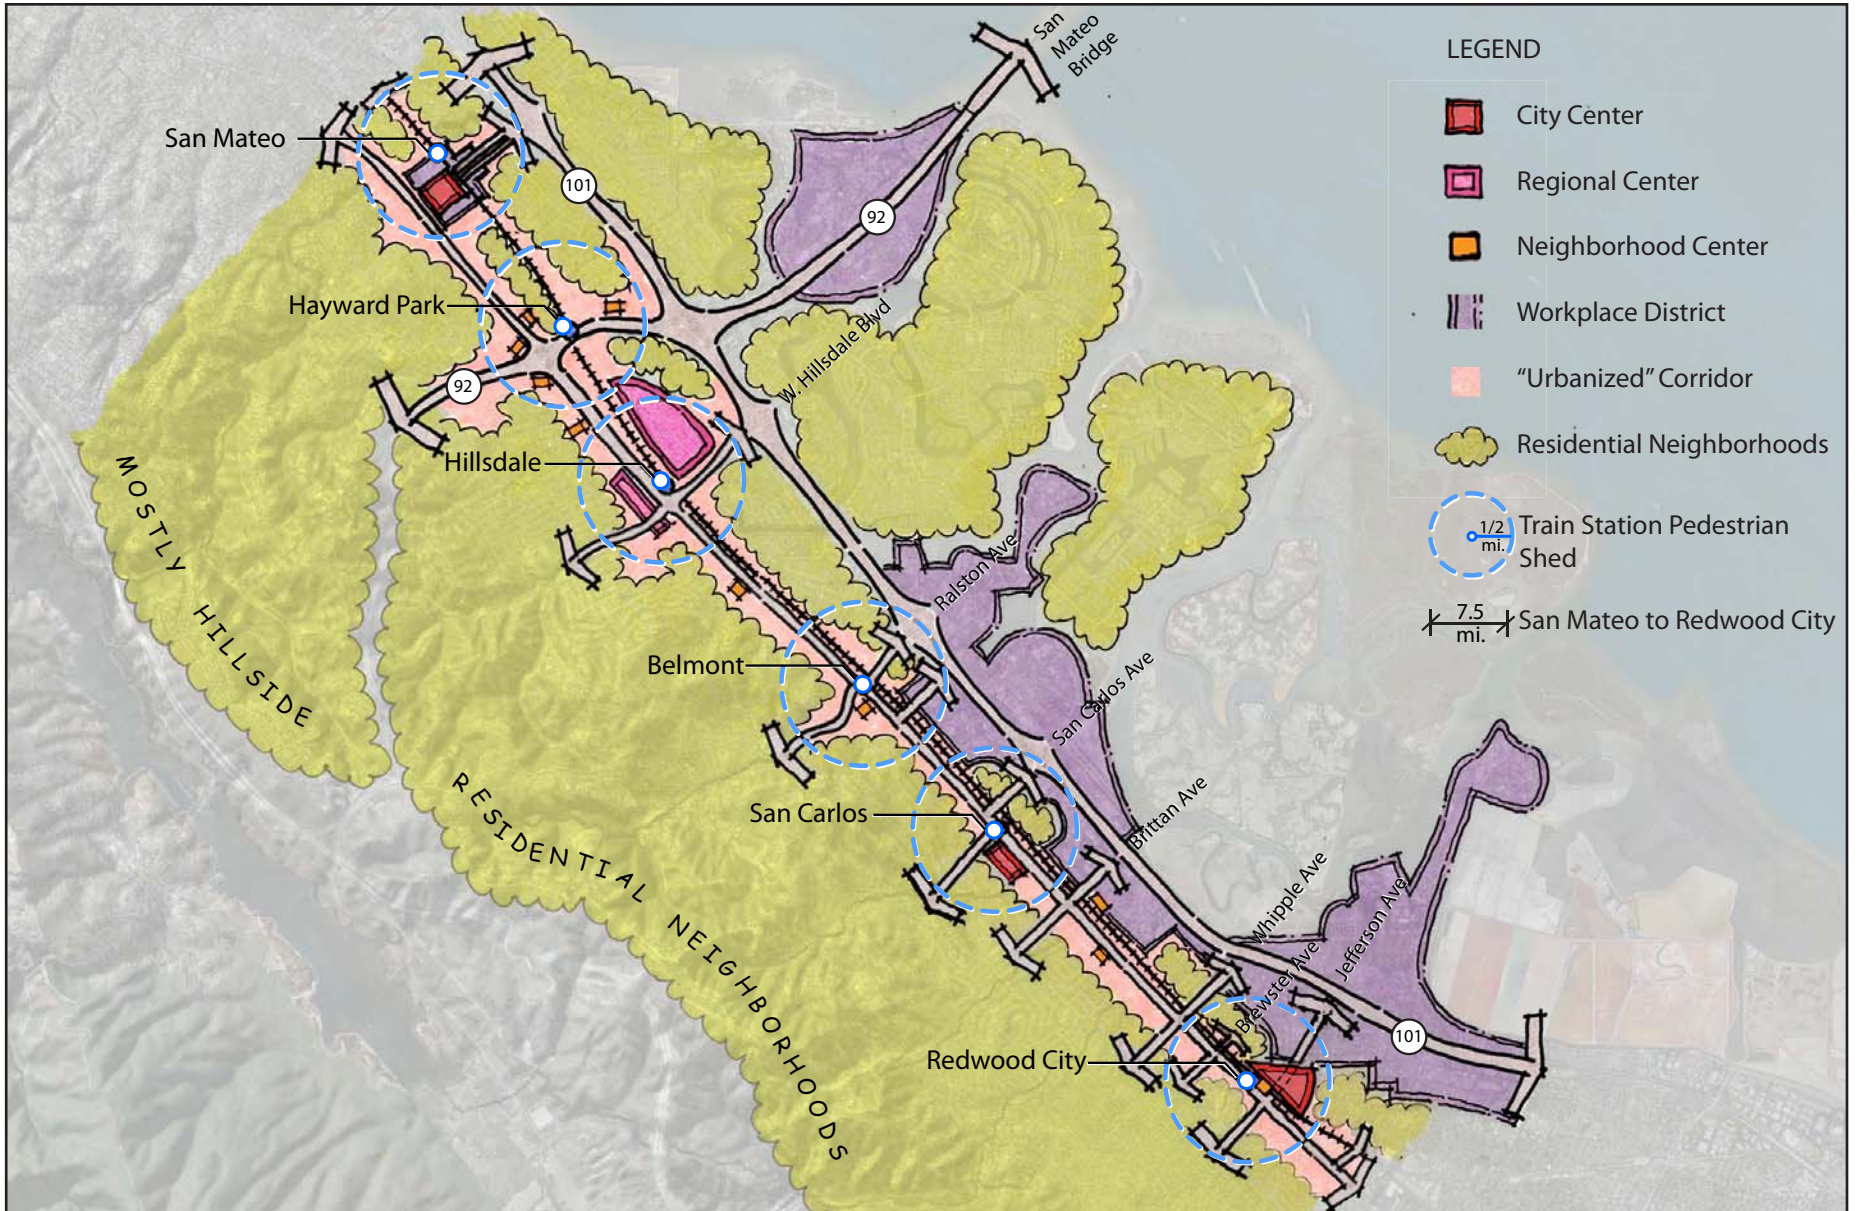 San
Mateo
Bridge
LEGEND
City Center
Regional Center
Neighborhood Center
Workplace District
“Urbanized” Corridor
Residential Neighborhoods
1/2
mi.
Train Station Pedestrian
Shed
7.5
mi.
San Mateo to Redwood City
San Mateo
101
92
Hayward Park
W. Hillsdale Blvd
92
Hillsdale
MOSTLY HILLSIDE
RESIDENTIAL NEIGHBORHOODS
Ralston Ave
Belmont
San Carlos Ave
San Carlos
Brittan Ave
Whipple Ave
Jefferson Ave
Brewster Ave
101
Redwood City